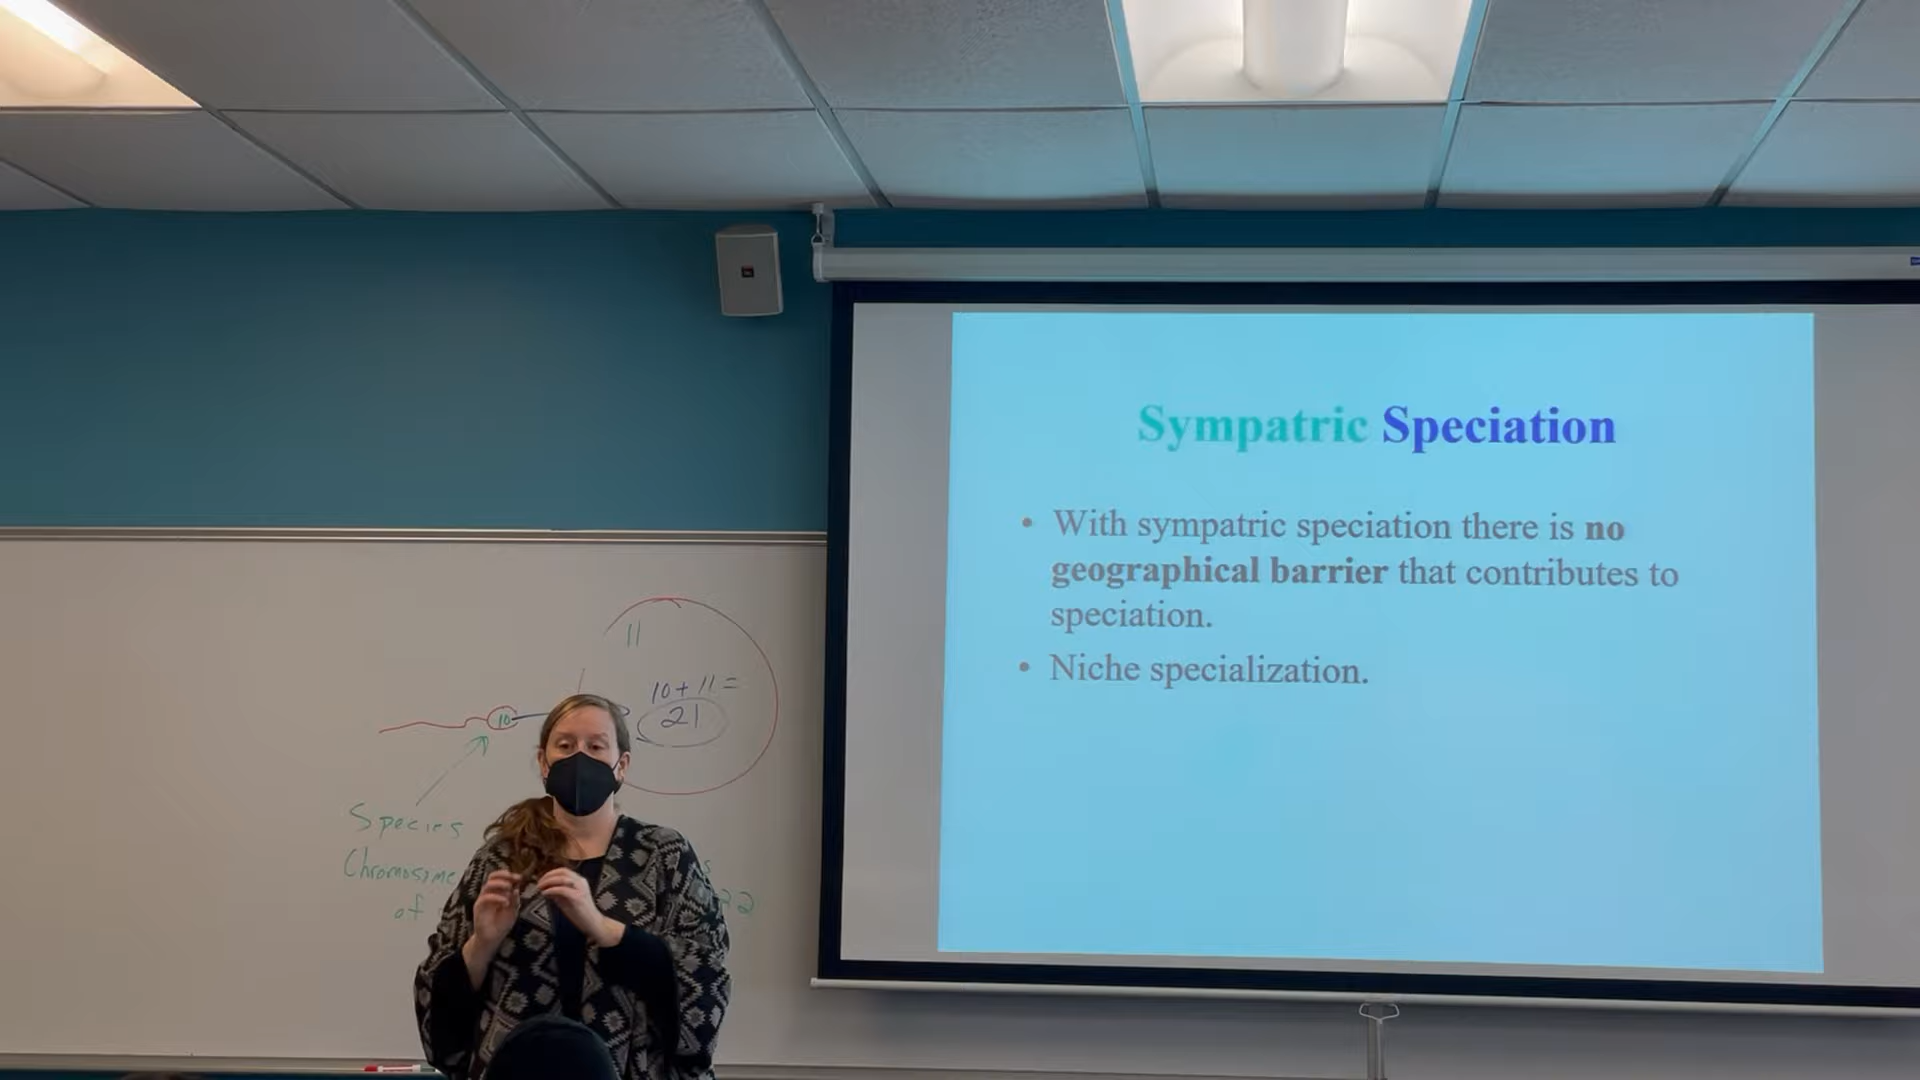 Sympatric Speciation
• With sympatric speciation there is no
geographical barrier that contributes to
speciation.
• Niche specialization.
11
10 + 11 =
21
10
Species
Chromosome
of